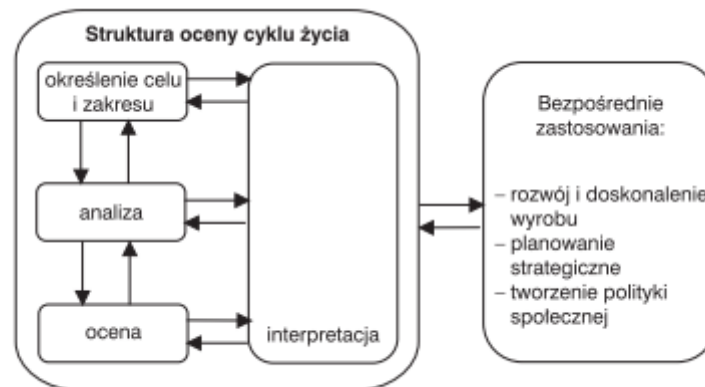 Struktura oceny cyklu życia
określenie celu
i zakresu
analiza
ocena
interpretacja
Bezpośrednie
zastosowania:
– rozwój i doskonalenie
wyrobu
– planowanie
strategiczne
– tworzenie polityki
społecznej